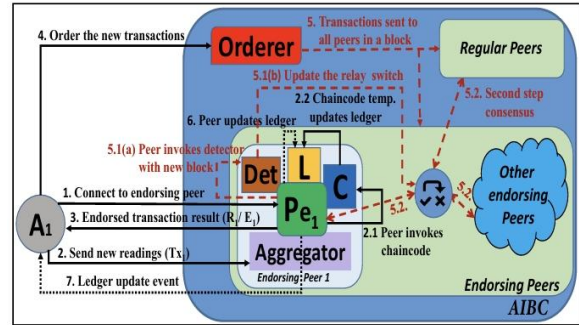 4. Order the new transactions
Orderer
5. Transactions sent to
all peers in a block
Regular Peers
5.1(b) Update the relay switch
2.2 Chaincode temp.
updates ledger
6. Peer updates ledger
5.2. Second step
consensus
5.1(a) Peer invokes detector
with new block
Det
L
C
Pe1
1. Connect to endorsing peer
A1
3. Endorsed transaction result (R1/ E1)
5.2.
5.2.
Other
endorsing
Peers
2.1 Peer invokes
chaincode
2. Send new readings (Tx1)
Aggregator
Endorsing Peer 1
7. Ledger update event
Endorsing Peers
AIBC